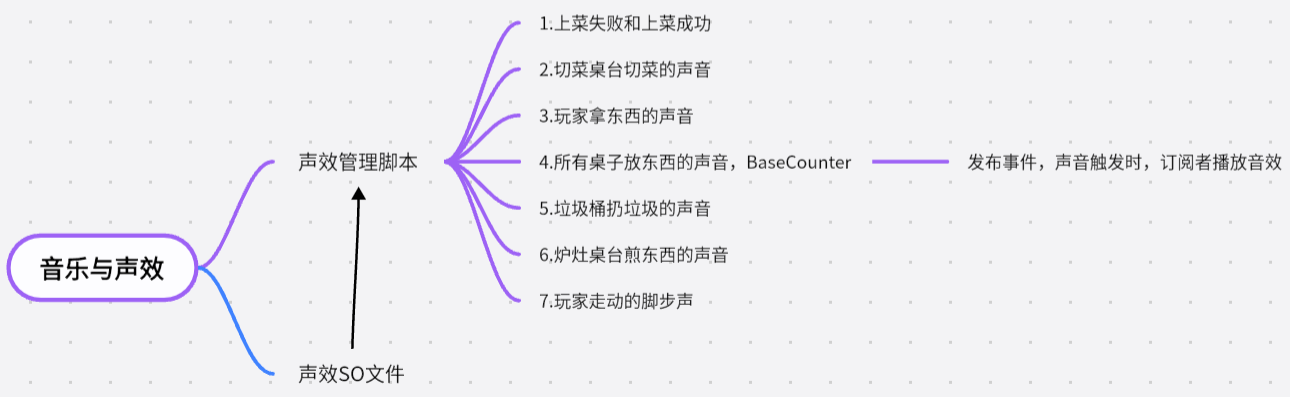 音乐与声效
声效管理脚本
1.上菜失败和上菜成功
2.切菜桌台切菜的声音
3.玩家拿东西的声音
4.所有桌子放东西的声音，BaseCounter
发布事件，声音触发时，订阅者播放音效
5.垃圾桶扔垃圾的声音
6,炉灶桌台煎东西的声音
7.玩家走动的脚步声
声效SO文件